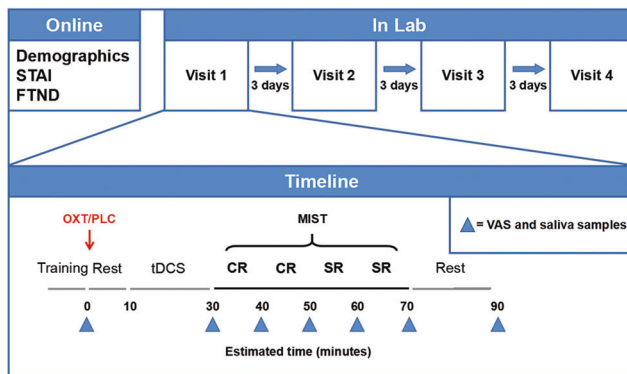 Online
In Lab
Demographics
STAI
FTND
Visit 1
3 days
Visit 2
3 days
Visit 3
3 days
Visit 4
Timeline
OXT/PLC
MIST
= VAS and saliva samples
Training Rest
tDCS
CR
CR
SR
SR
Rest
0
10
30
40
50
60
70
90
Estimated time (minutes)